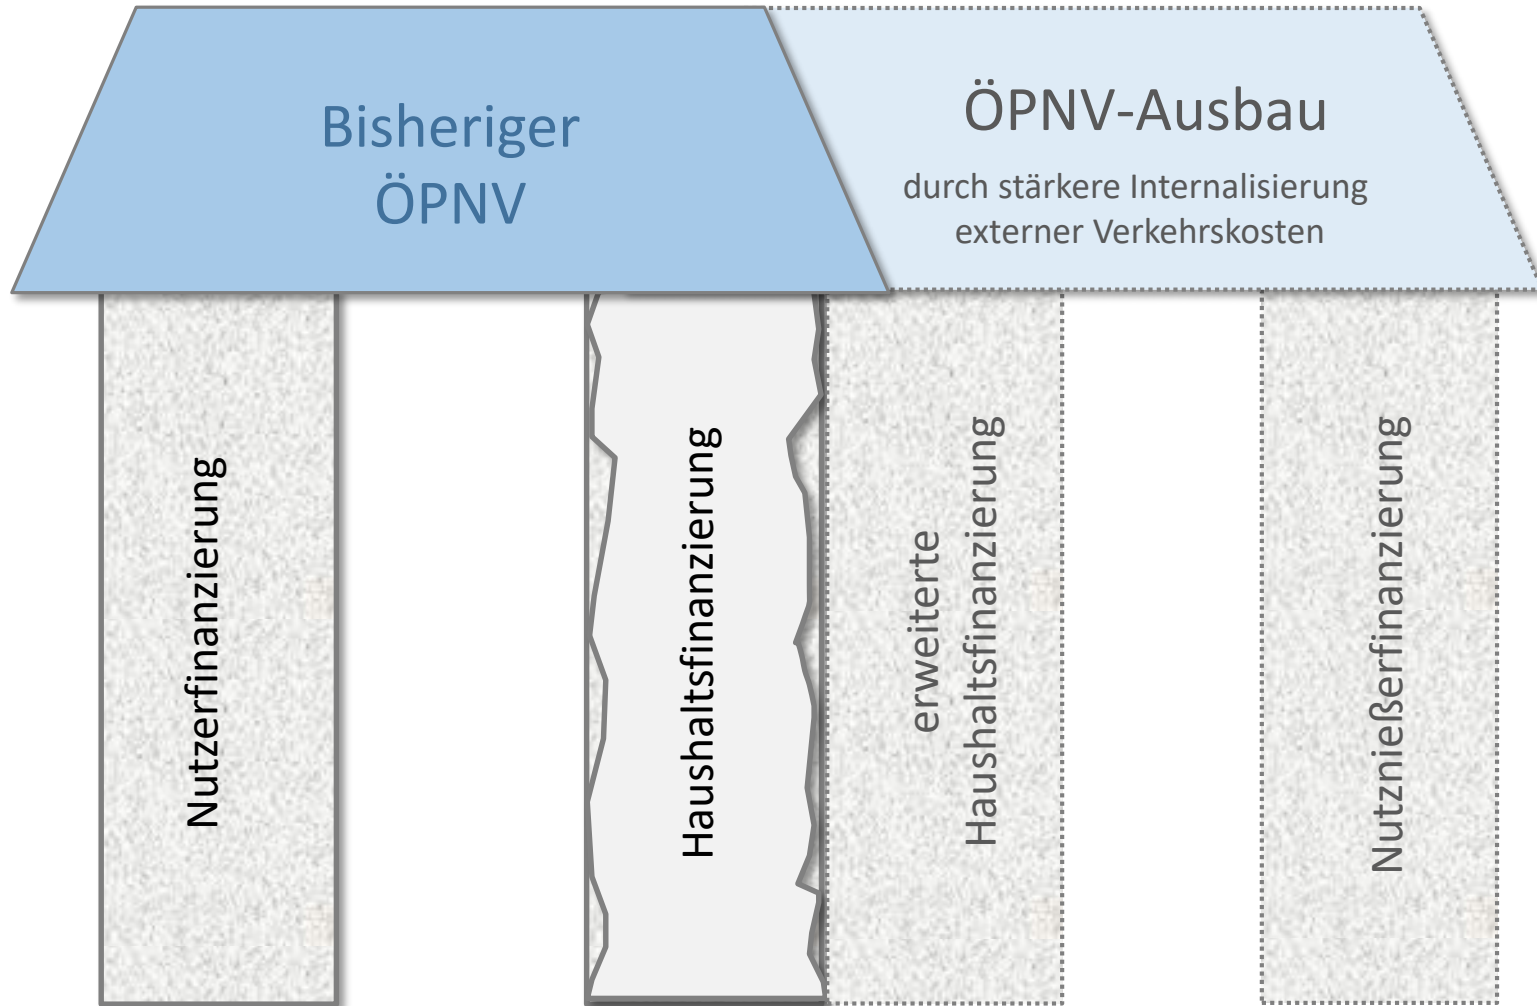 Bisheriger
ÖPNV
ÖPNV-Ausbau
durch stärkere Internalisierung
externer Verkehrskosten
Nutzerfinanzierung
Haushaltsfinanzierung
erweiterte
Haushaltsfinanzierung
Nutznießerfinanzierung